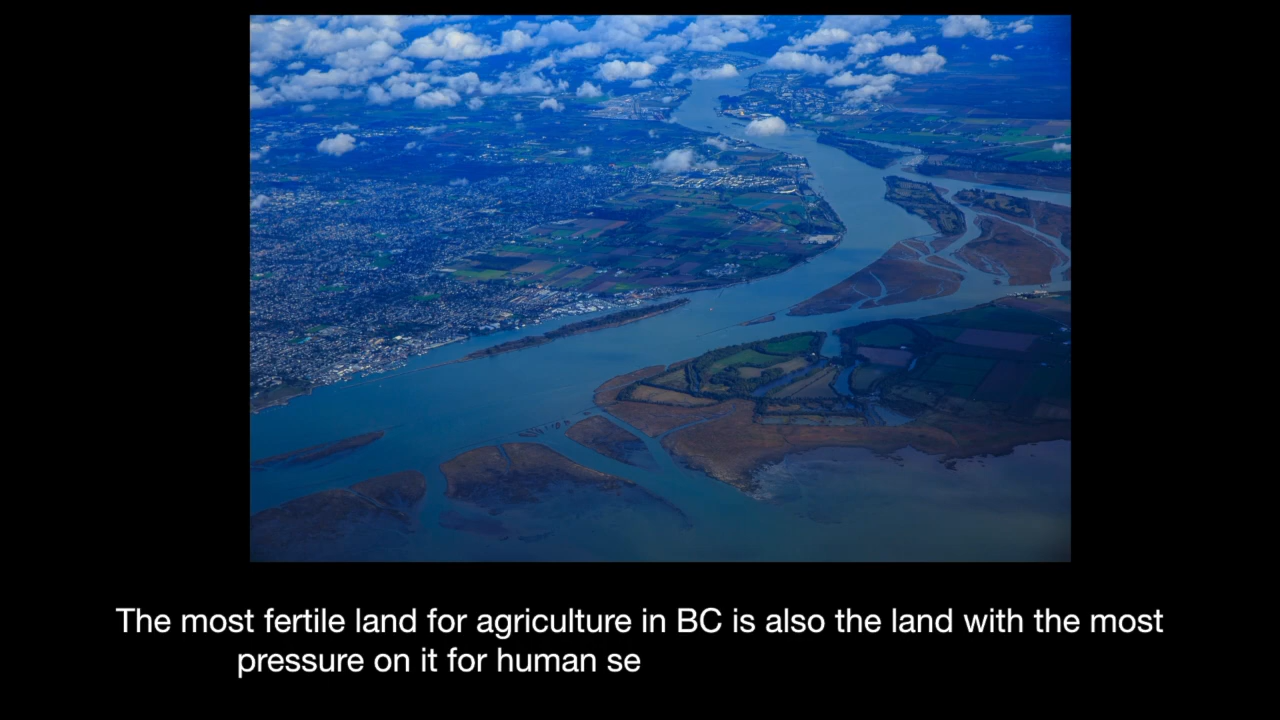 The most fertile land for agriculture in BC is also the land with the most
pressure on it for human se